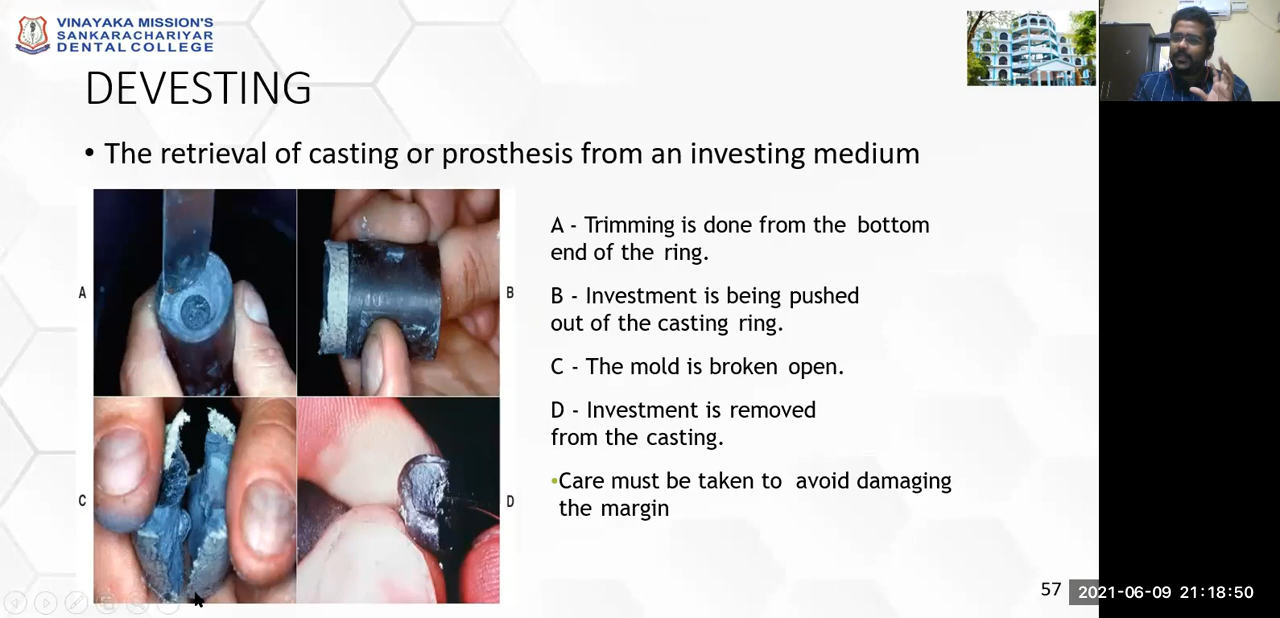 VINAYAKA MISSION'S
SANKARACHARIYAR
DENTAL COLLEGE
DEVESTING
• The retrieval of casting or prosthesis from an investing medium
A
B
C
D
A - Trimming is done from the bottom
end of the ring.
B - Investment is being pushed
out of the casting ring.
C - The mold is broken open.
D - Investment is removed
from the casting.
•Care must be taken to avoid damaging
the margin
57
2021-06-09 21:18:50